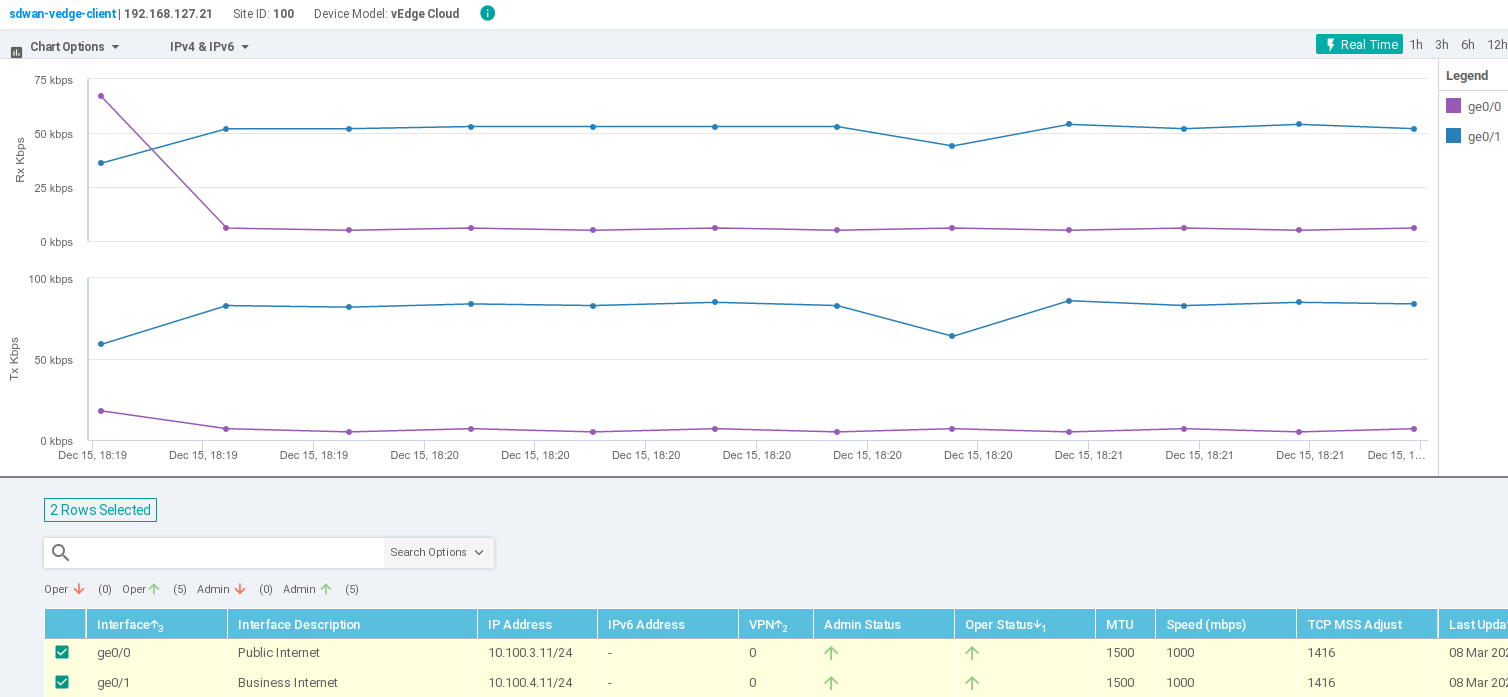 sdwan-vedge-client | 192.168.127.21 Site ID: 100 Device Model: vEdge Cloud i
Chart Options IPv4 & IPv6 Real Time 1h 3h 6h 12h
Legend
ge0/0
ge0/1
75 kbps
50 kbps
25 kbps
0 kbps
Rx Kbps
100 kbps
50 kbps
0 kbps
Tx Kbps
Dec 15, 18:19 Dec 15, 18:19 Dec 15, 18:19 Dec 15, 18:20 Dec 15, 18:20 Dec 15, 18:20 Dec 15, 18:20 Dec 15, 18:20 Dec 15, 18:20 Dec 15, 18:21 Dec 15, 18:21 Dec 15, 18:21 Dec 15, 1…
2 Rows Selected
Search Options
Oper (0) Oper (5) Admin (0) Admin (5)
Interface 3 Interface Description IP Address IPv6 Address VPN 2 Admin Status Oper Status 1 MTU Speed (mbps) TCP MSS Adjust Last Upda
ge0/0 Public Internet 10.100.3.11/24 - 0 1500 1000 1416 08 Mar 202
ge0/1 Business Internet 10.100.4.11/24 - 0 1500 1000 1416 08 Mar 202